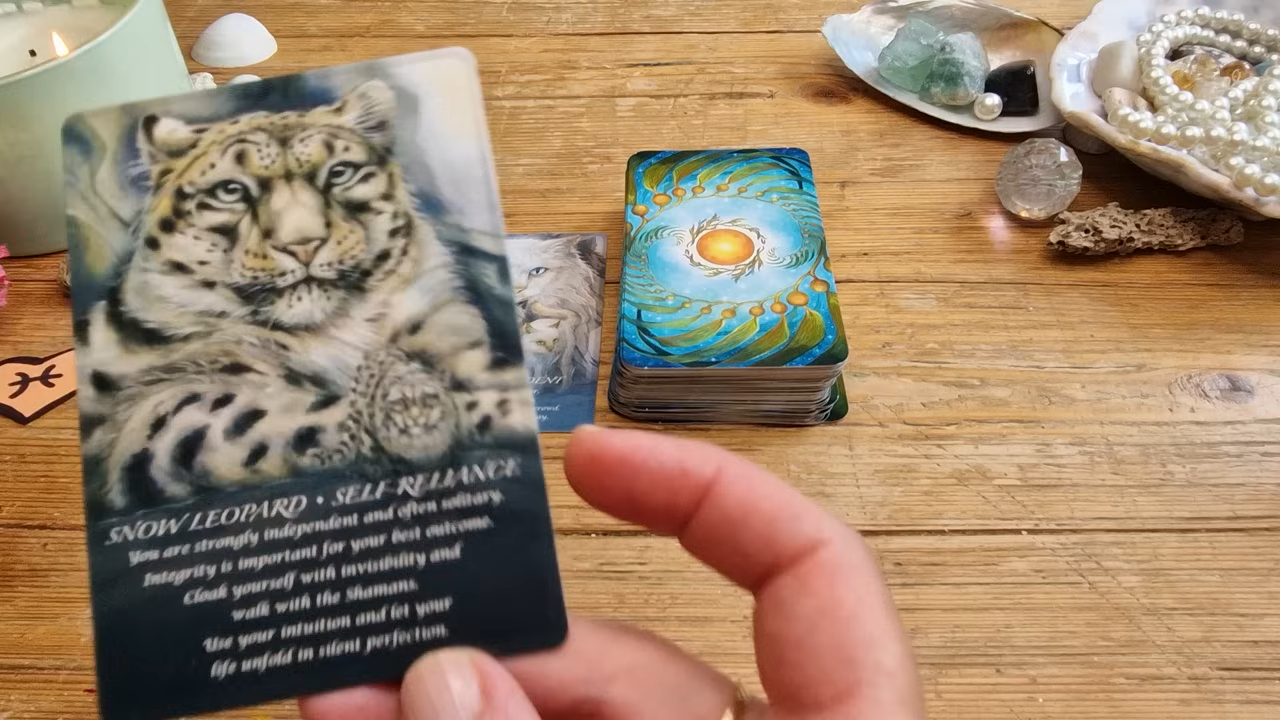 SNOW LEOPARD • SELF RELIANCE
You are strongly independent and often solitary.
Integrity is important for your best outcome.
Cloak yourself with invisibility and
walk with the Shamans.
Use your intuition and let your
life unfold in silent perfection.